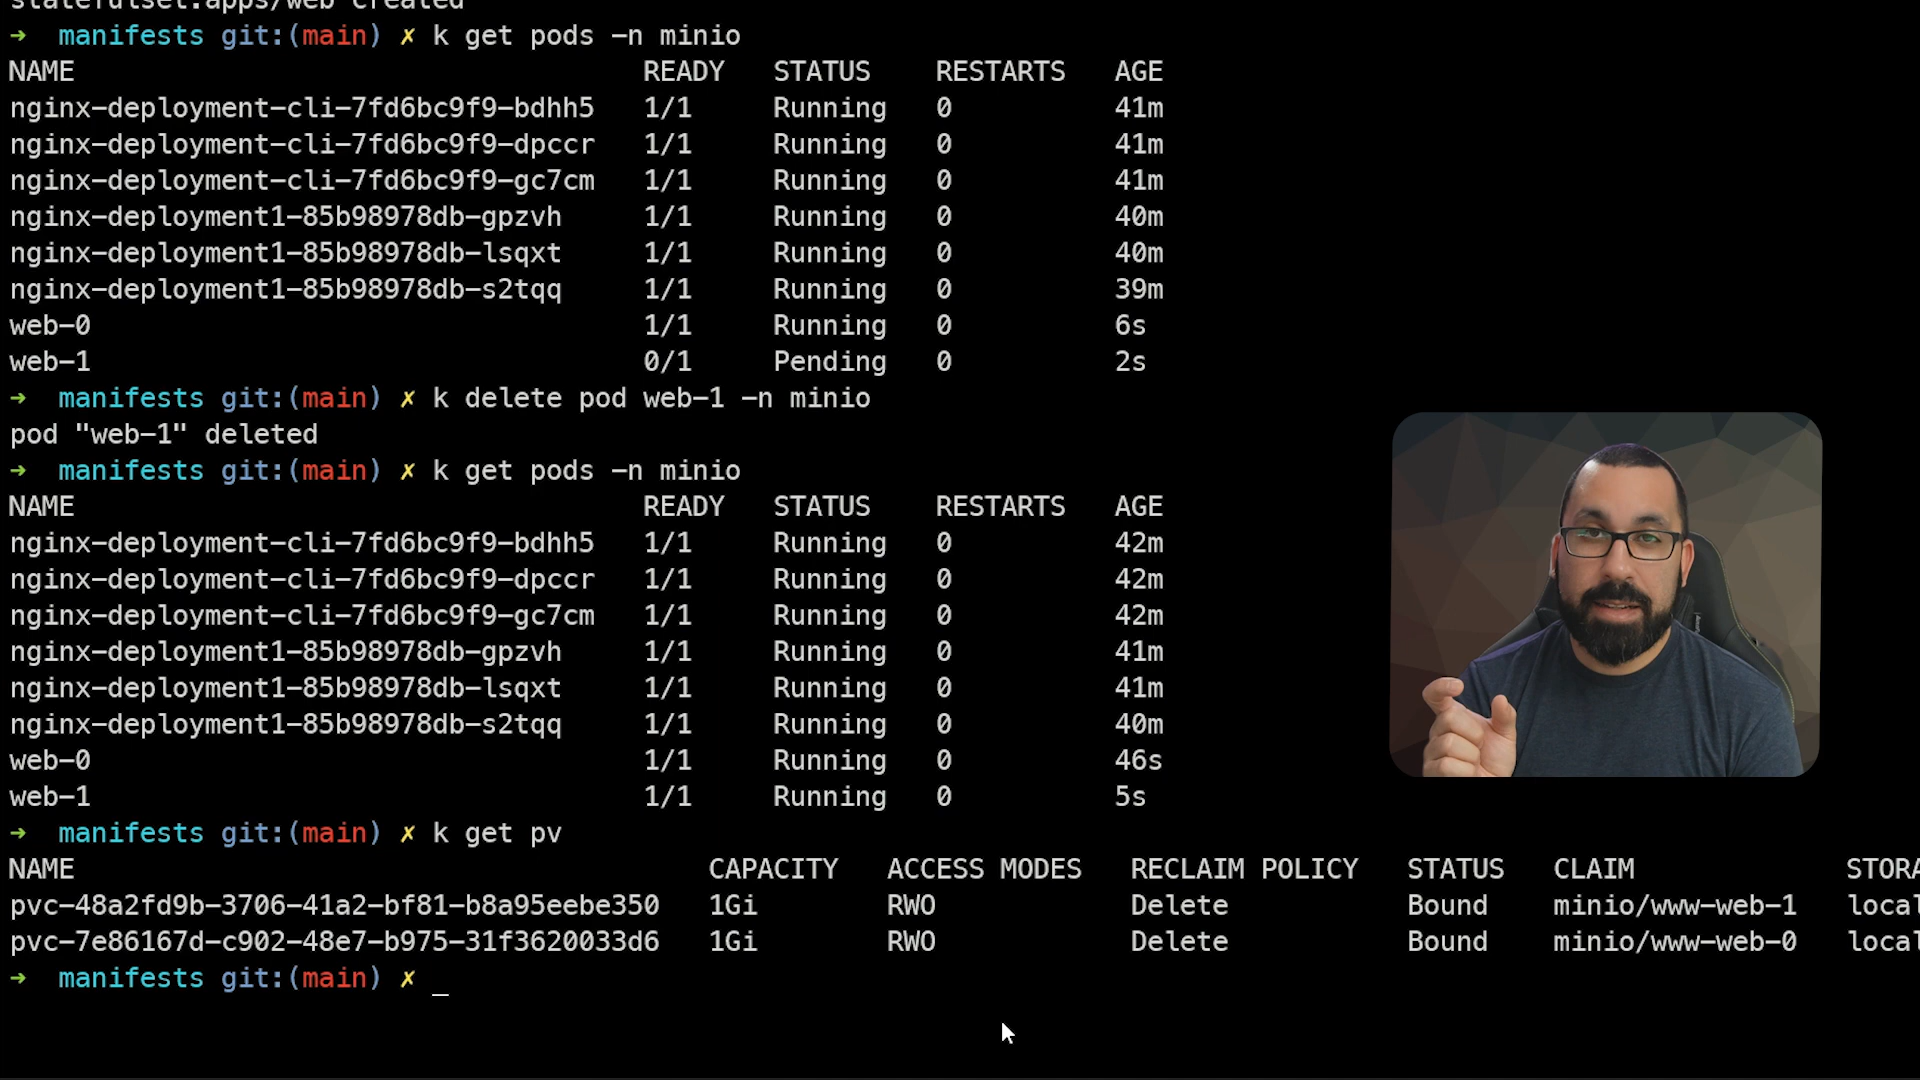 statefulset.apps/web created
➜ manifests git:(main) ✗ k get pods -n minio
NAME READY STATUS RESTARTS AGE
nginx-deployment-cli-7fd6bc9f9-bdhh5 1/1 Running 0 41m
nginx-deployment-cli-7fd6bc9f9-dpccr 1/1 Running 0 41m
nginx-deployment-cli-7fd6bc9f9-gc7cm 1/1 Running 0 41m
nginx-deployment1-85b98978db-gpzvh 1/1 Running 0 40m
nginx-deployment1-85b98978db-lsqxt 1/1 Running 0 40m
nginx-deployment1-85b98978db-s2tqq 1/1 Running 0 39m
web-0 1/1 Running 0 6s
web-1 0/1 Pending 0 2s
➜ manifests git:(main) ✗ k delete pod web-1 -n minio
pod "web-1" deleted
➜ manifests git:(main) ✗ k get pods -n minio
NAME READY STATUS RESTARTS AGE
nginx-deployment-cli-7fd6bc9f9-bdhh5 1/1 Running 0 42m
nginx-deployment-cli-7fd6bc9f9-dpccr 1/1 Running 0 42m
nginx-deployment-cli-7fd6bc9f9-gc7cm 1/1 Running 0 42m
nginx-deployment1-85b98978db-gpzvh 1/1 Running 0 41m
nginx-deployment1-85b98978db-lsqxt 1/1 Running 0 41m
nginx-deployment1-85b98978db-s2tqq 1/1 Running 0 40m
web-0 1/1 Running 0 46s
web-1 1/1 Running 0 5s
➜ manifests git:(main) ✗ k get pv
NAME CAPACITY ACCESS MODES RECLAIM POLICY STATUS CLAIM STORA
pvc-48a2fd9b-3706-41a2-bf81-b8a95eebe350 1Gi RWO Delete Bound minio/www-web-1 local
pvc-7e86167d-c902-48e7-b975-31f3620033d6 1Gi RWO Delete Bound minio/www-web-0 local
➜ manifests git:(main) ✗ _